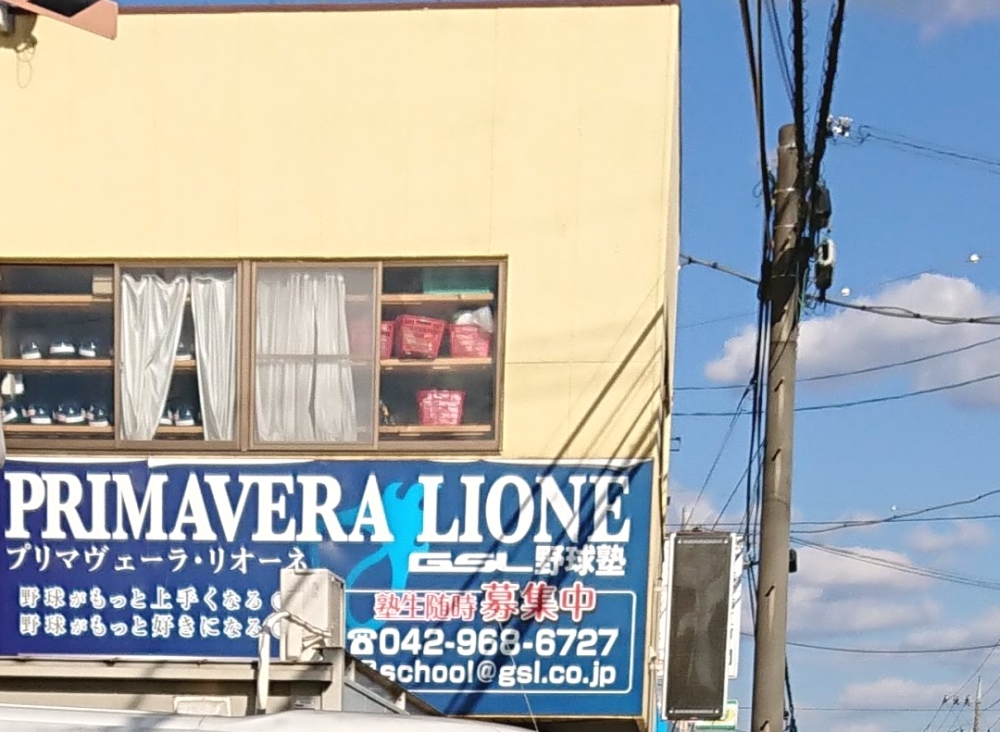 PRIMAVERA LIONE
プリマヴェーラ・リオーネ
GSL野球塾
野球がもっと上手くなる
野球がもっと好きになる
塾生随時募集中
☎042-968-6727
school@gsl.co.jp